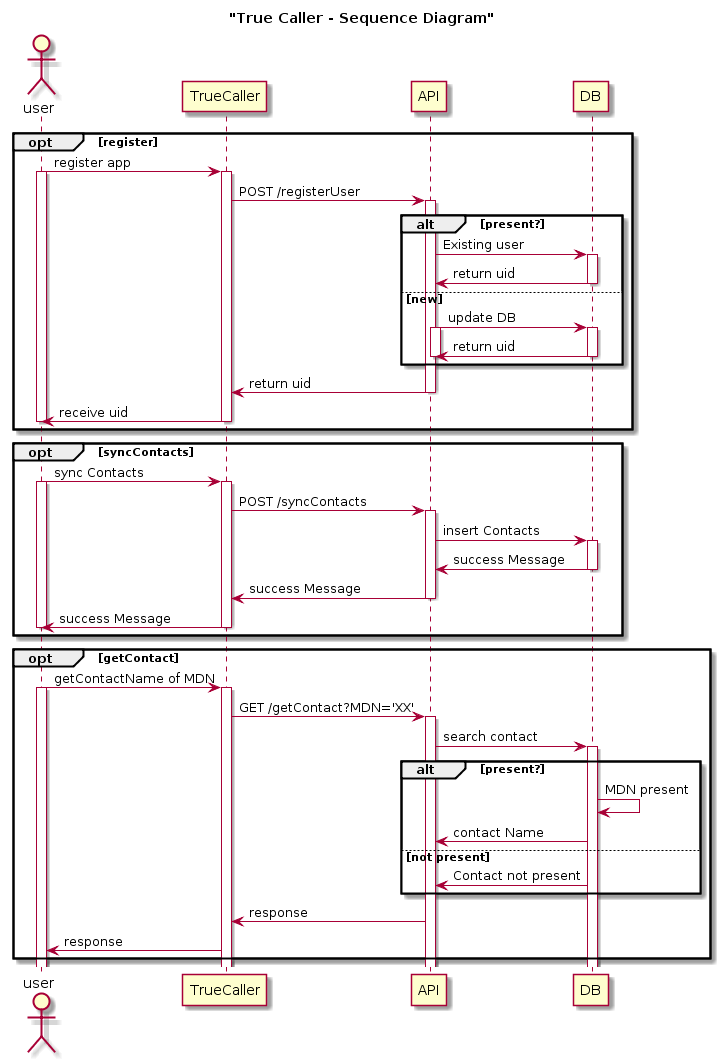 "True Caller - Sequence Diagram"
user
TrueCaller
API
DB
opt [register]
register app
POST /registerUser
alt [present?]
Existing user
return uid
[new]
update DB
return uid
return uid
receive uid
opt [syncContacts]
sync Contacts
POST /syncContacts
insert Contacts
success Message
success Message
success Message
opt [getContact]
getContactName of MDN
GET /getContact?MDN='XX'
search contact
alt [present?]
MDN present
contact Name
[not present]
Contact not present
response
response
user
TrueCaller
API
DB